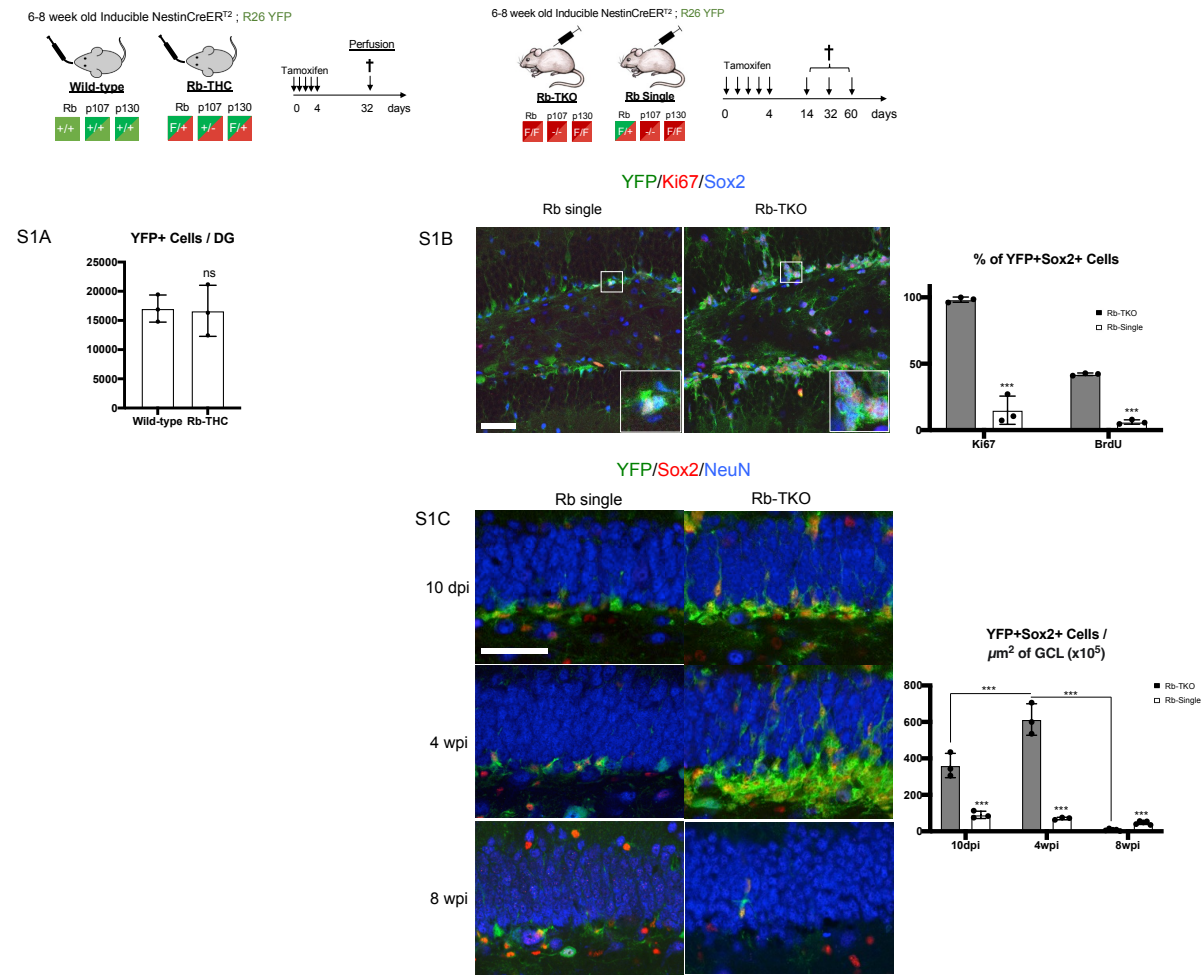 6-8 week old Inducible NestinCreERT2 ; R26 YFP
Wild-type
Rb p107 p130
+/+ +/+ +/+
Rb-THC
Rb p107 p130
F/+ +/- F/+
Perfusion
Tamoxifen
0 4 32 days
6-8 week old Inducible NestinCreERT2 ; R26 YFP
Rb-TKO
Rb p107 p130
F/F -/- F/F
Rb Single
Rb p107 p130
F/+ -/- F/F
Tamoxifen
0 4 14 32 60 days
S1A
YFP+ Cells / DG
25000
20000
15000
10000
5000
0
ns
Wild-type Rb-THC
YFP/Ki67/Sox2
S1B
Rb single Rb-TKO
% of YFP+Sox2+ Cells
100
50
0
Rb-TKO
Rb-Single
***
***
Ki67 BrdU
YFP/Sox2/NeuN
S1C
Rb single Rb-TKO
10 dpi
4 wpi
8 wpi
YFP+Sox2+ Cells /
µm² of GCL (x10⁵)
800
600
400
200
0
Rb-TKO
Rb-Single
*** ***
*** *** ***
10dpi 4wpi 8wpi